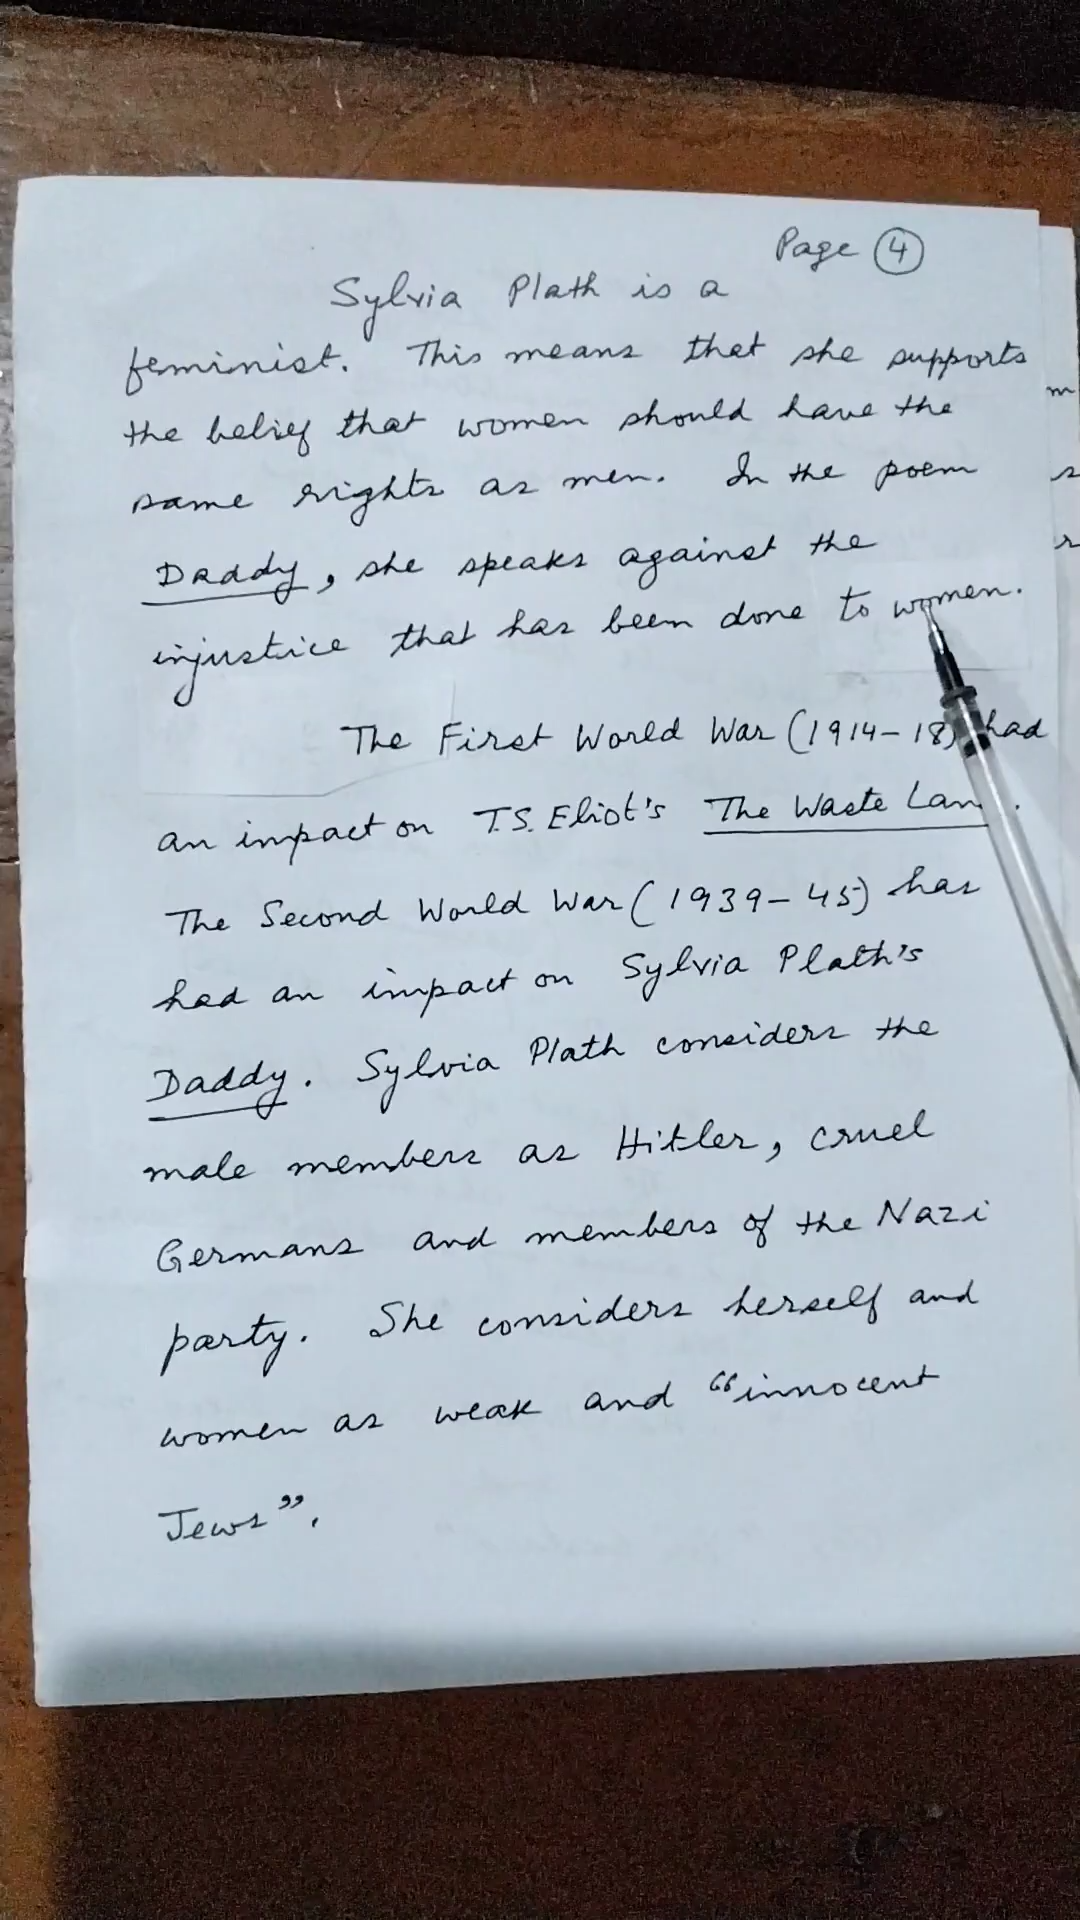 Page 4
Sylvia Plath is a
feminist. This means that she supports
the belief that women should have the
same rights as men. In the poem
Daddy, she speaks against the
injustice that has been done to women.
The First World War (1914-18) had
an impact on T.S. Eliot's The Waste Lan
The Second World War (1939-45) has
had an impact on Sylvia Plath's
Daddy. Sylvia Plath considers the
male members as Hitler, cruel
Germans and members of the Nazi
party. She considers herself and
women as weak and "innocent
Jews".